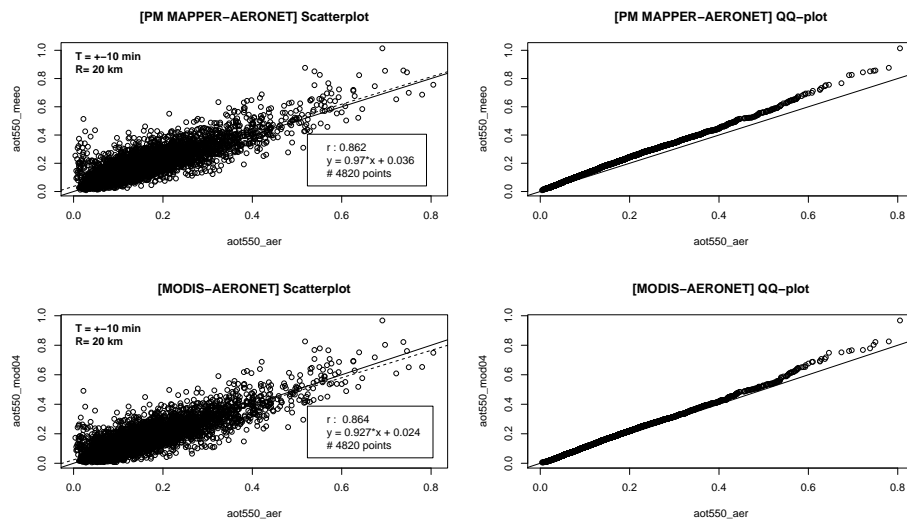 [PM MAPPER−AERONET] Scatterplot
T = +−10 min
R= 20 km
aot550_meeo
1.0
0.8
0.6
0.4
0.2
0.0
r : 0.862
y = 0.97*x + 0.036
# 4820 points
0.0 0.2 0.4 0.6 0.8
aot550_aer
[PM MAPPER−AERONET] QQ−plot
aot550_meeo
1.0
0.8
0.6
0.4
0.2
0.0
0.0 0.2 0.4 0.6 0.8
aot550_aer
[MODIS−AERONET] Scatterplot
T = +−10 min
R= 20 km
aot550_mod04
1.0
0.8
0.6
0.4
0.2
0.0
r : 0.864
y = 0.927*x + 0.024
# 4820 points
0.0 0.2 0.4 0.6 0.8
aot550_aer
[MODIS−AERONET] QQ−plot
aot550_mod04
1.0
0.8
0.6
0.4
0.2
0.0
0.0 0.2 0.4 0.6 0.8
aot550_aer